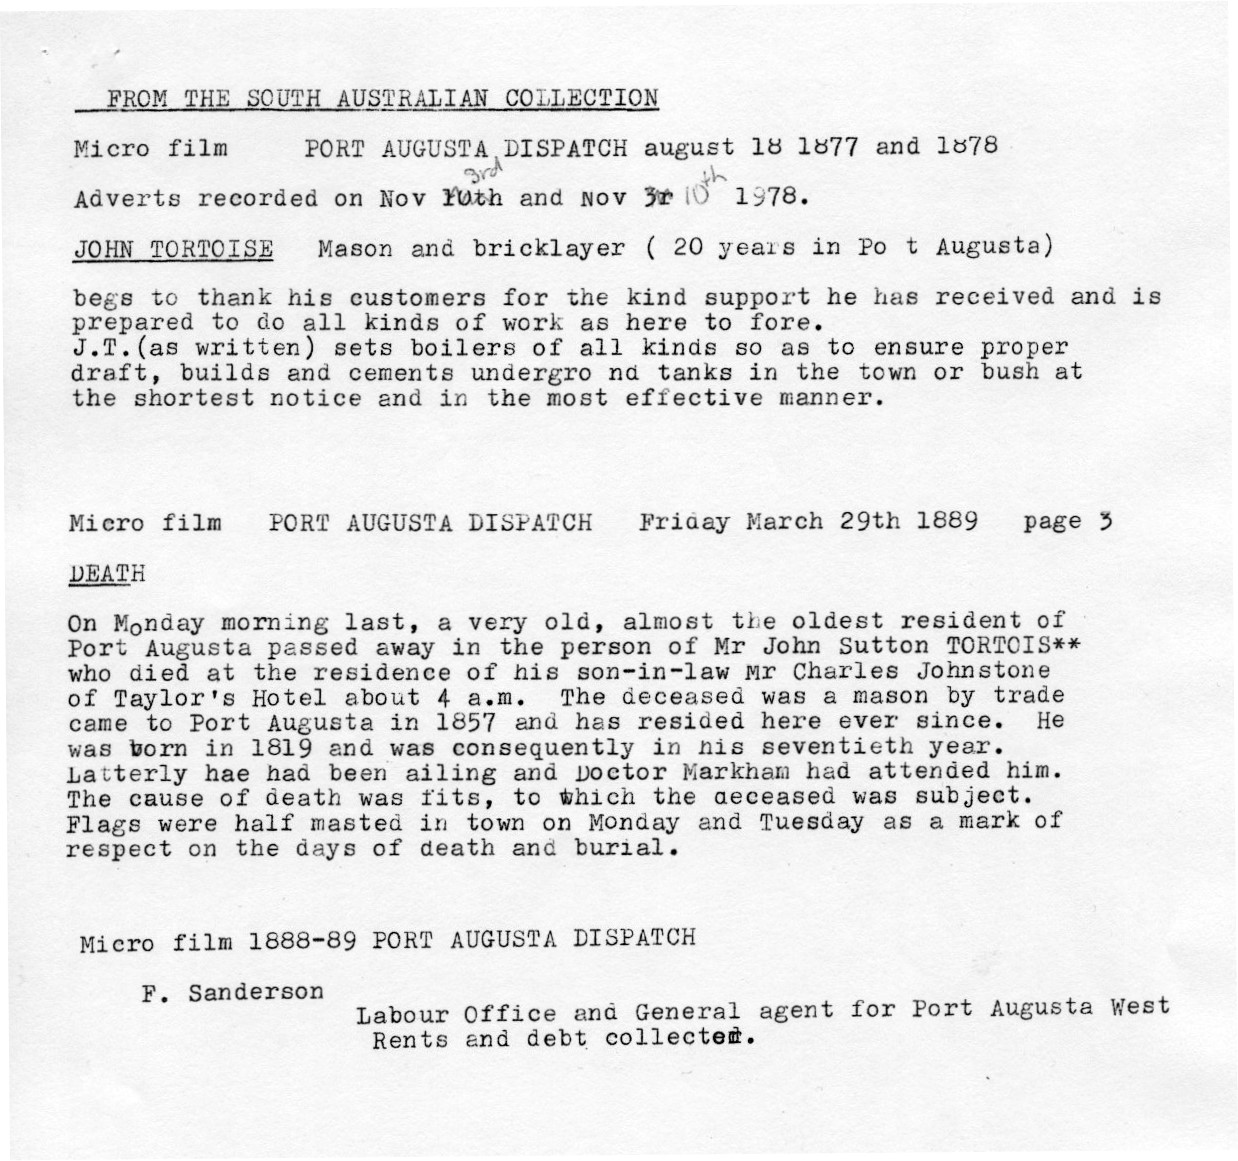 FROM THE SOUTH AUSTRALIAN COLLECTION
Micro film PORT AUGUSTA, DISPATCH august 18 1877 and 1878
3rd th
Adverts recorded on Nov 10th and Nov 3r 10 1978.
JOHN TORTOISE Mason and bricklayer ( 20 years in Po t Augusta)
begs to thank his customers for the kind support he has received and is
prepared to do all kinds of work as here to fore.
J.T.(as written) sets boilers of all kinds so as to ensure proper
draft, builds and cements undergro nd tanks in the town or bush at
the shortest notice and in the most effective manner.
Micro film PORT AUGUSTA DISPATCH Friday March 29th 1889 page 3
DEATH
On Monday morning last, a very old, almost the oldest resident of
Port Augusta passed away in the person of Mr John Sutton TORTOIS**
who died at the residence of his son-in-law Mr Charles Johnstone
of Taylor's Hotel about 4 a.m. The deceased was a mason by trade
came to Port Augusta in 1857 and has resided here ever since. He
was born in 1819 and was consequently in his seventieth year.
Latterly hae had been ailing and Doctor Markham had attended him.
The cause of death was fits, to which the deceased was subject.
Flags were half masted in town on Monday and Tuesday as a mark of
respect on the days of death and burial.
Micro film 1888-89 PORT AUGUSTA DISPATCH
F. Sanderson
Labour Office and General agent for Port Augusta West
Rents and debt collected.